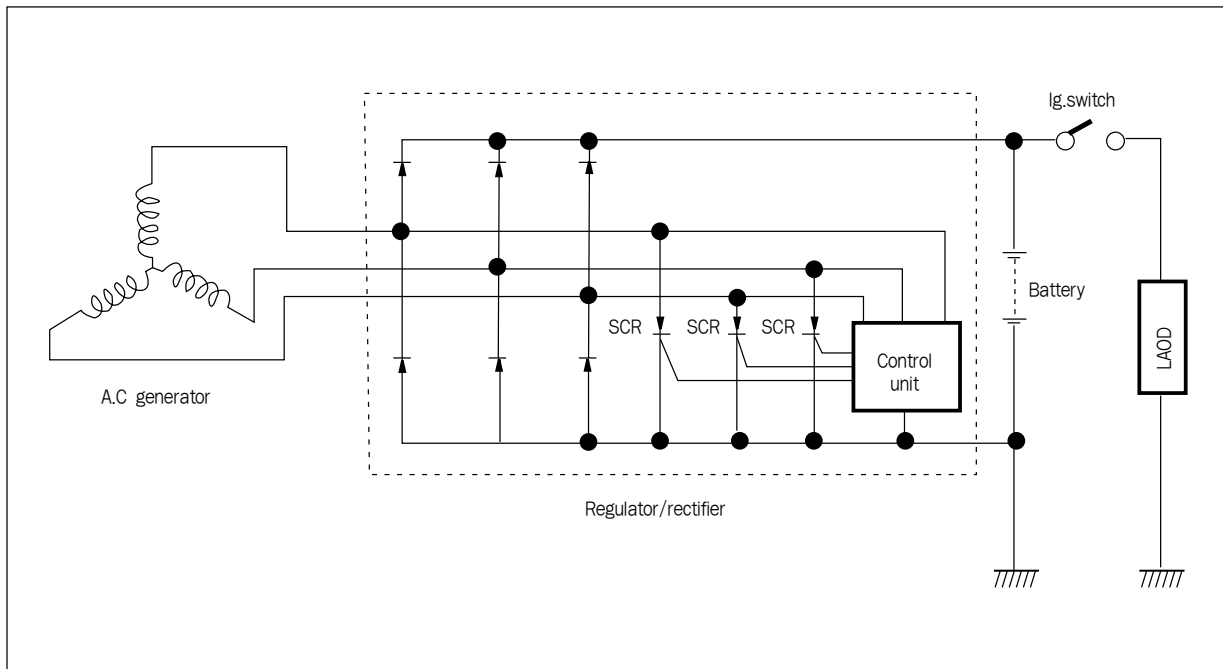 Ig.switch
SCR
SCR
SCR
Battery
Control
unit
LAOD
A.C generator
Regulator/rectifier